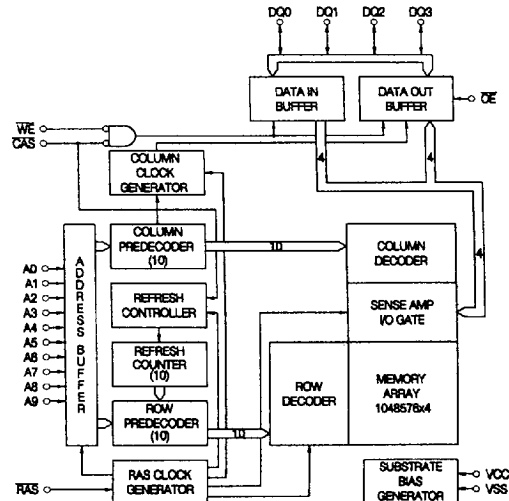 DQ0 DQ1 DQ2 DQ3
DATA IN
BUFFER
DATA OUT
BUFFER
OE
WE
CAS
COLUMN
CLOCK
GENERATOR
4
4
4
COLUMN
PREDECODER
(10)
10
COLUMN
DECODER
A0
A1
A2
A3
A4
A5
A6
A7
A8
A9
ADDRESS BUFFER
REFRESH
CONTROLLER
SENSE AMP
I/O GATE
REFRESH
COUNTER
(10)
ROW
DECODER
MEMORY
ARRAY
1048576x4
ROW
PREDECODER
(10)
10
RAS
RAS CLOCK
GENERATOR
SUBSTRATE
BIAS
GENERATOR
VCC
VSS